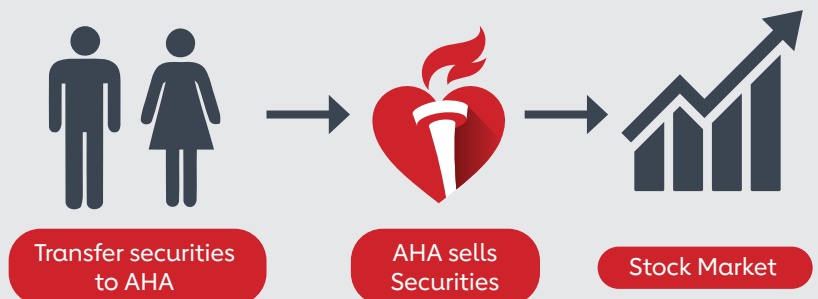 Transfer securities
to AHA
AHA sells
Securities
Stock Market